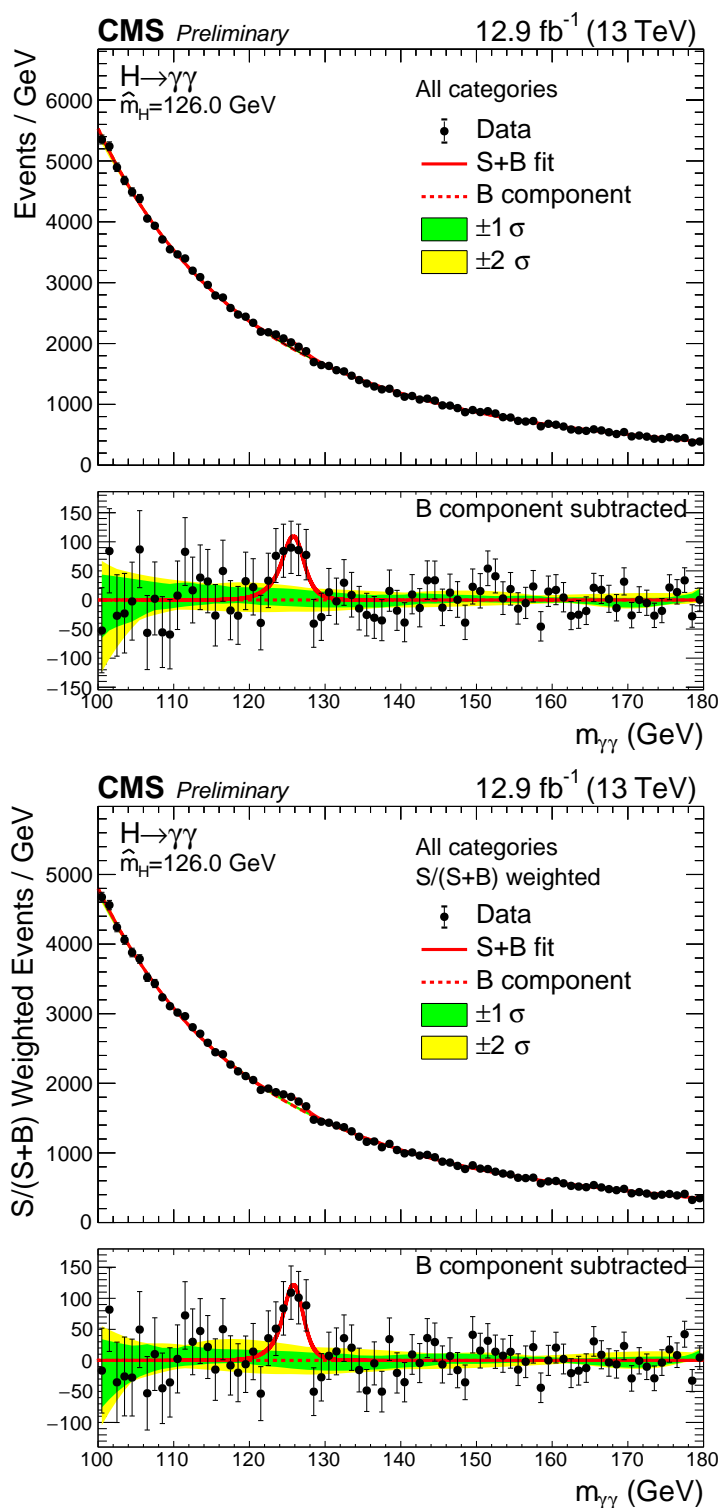 CMS Preliminary 12.9 fb⁻¹ (13 TeV)
H→γγ
m̂_H=126.0 GeV
All categories
Data
S+B fit
B component
±1 σ
±2 σ
Events / GeV
6000
5000
4000
3000
2000
1000
0
B component subtracted
150
100
50
0
−50
−100
−150
100 110 120 130 140 150 160 170 180
m_γγ (GeV)
CMS Preliminary 12.9 fb⁻¹ (13 TeV)
H→γγ
m̂_H=126.0 GeV
All categories
S/(S+B) weighted
Data
S+B fit
B component
±1 σ
±2 σ
S/(S+B) Weighted Events / GeV
5000
4000
3000
2000
1000
0
B component subtracted
150
100
50
0
−50
−100
100 110 120 130 140 150 160 170 180
m_γγ (GeV)